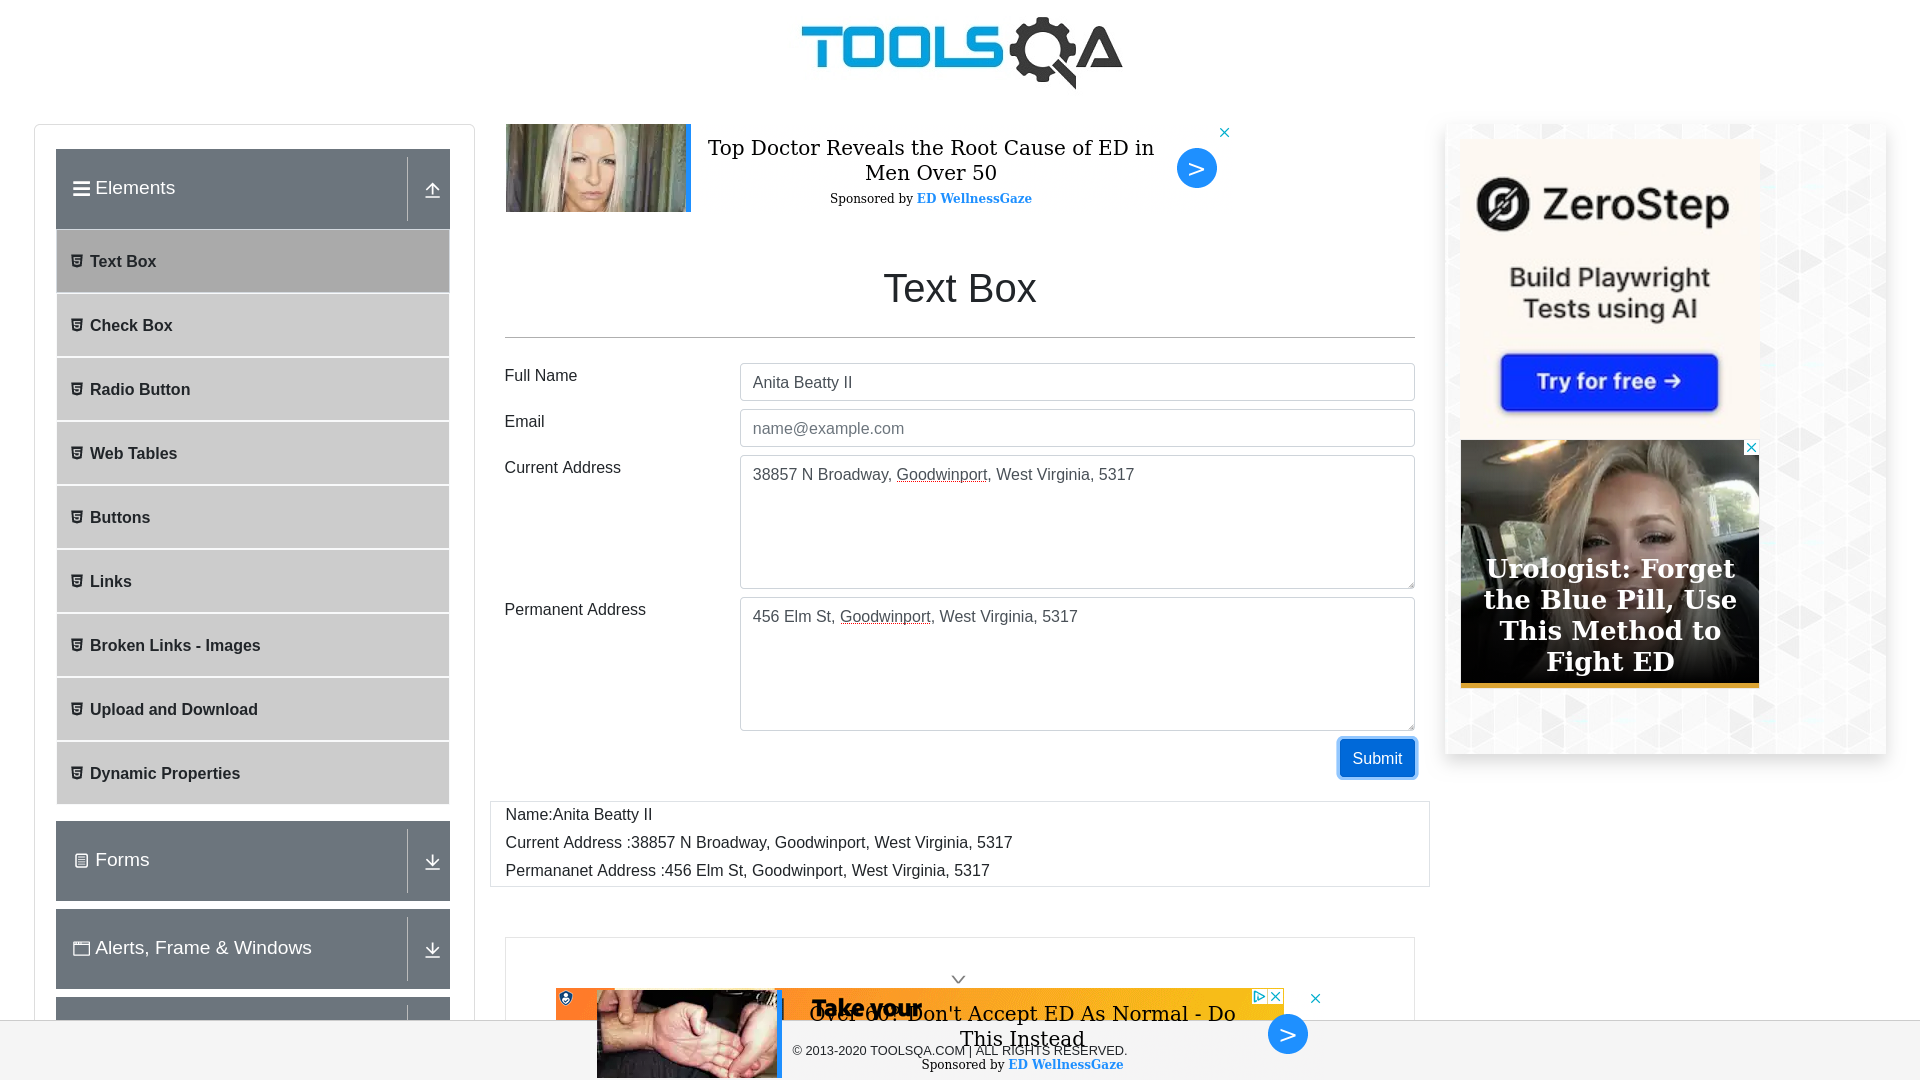 TOOLSQA
Elements
Text Box
Check Box
Radio Button
Web Tables
Buttons
Links
Broken Links - Images
Upload and Download
Dynamic Properties
Forms
Alerts, Frame & Windows
Top Doctor Reveals the Root Cause of ED in
Men Over 50
Sponsored by ED WellnessGaze
>
Text Box
Full Name
Anita Beatty II
Email
name@example.com
Current Address
38857 N Broadway, Goodwinport, West Virginia, 5317
Permanent Address
456 Elm St, Goodwinport, West Virginia, 5317
Submit
Name:Anita Beatty II
Current Address :38857 N Broadway, Goodwinport, West Virginia, 5317
Permananet Address :456 Elm St, Goodwinport, West Virginia, 5317
ZeroStep
Build Playwright
Tests using AI
Try for free →
Urologist: Forget
the Blue Pill, Use
This Method to
Fight ED
Take your
Over 60? Don't Accept ED As Normal - Do
This Instead
Sponsored by ED WellnessGaze
>
© 2013-2020 TOOLSQA.COM | ALL RIGHTS RESERVED.